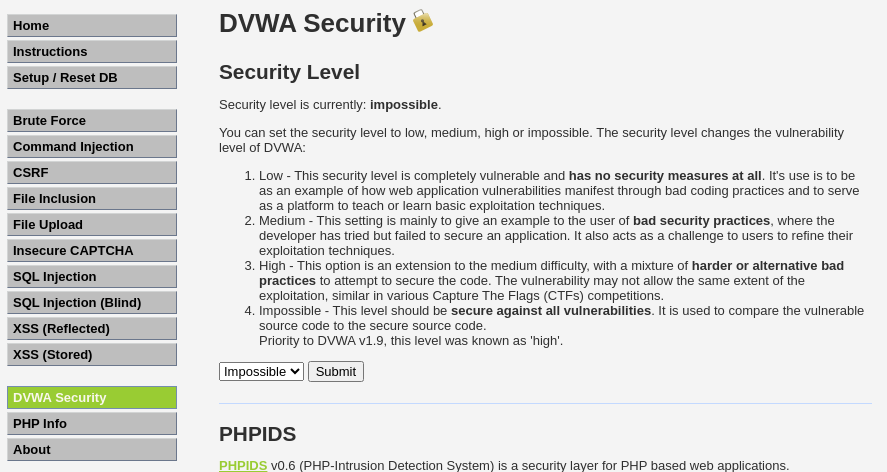 Home
Instructions
Setup / Reset DB
Brute Force
Command Injection
CSRF
File Inclusion
File Upload
Insecure CAPTCHA
SQL Injection
SQL Injection (Blind)
XSS (Reflected)
XSS (Stored)
DVWA Security
PHP Info
About
DVWA Security
Security Level
Security level is currently: impossible.
You can set the security level to low, medium, high or impossible. The security level changes the vulnerability
level of DVWA:
1. Low - This security level is completely vulnerable and has no security measures at all. It's use is to be
as an example of how web application vulnerabilities manifest through bad coding practices and to serve
as a platform to teach or learn basic exploitation techniques.
2. Medium - This setting is mainly to give an example to the user of bad security practices, where the
developer has tried but failed to secure an application. It also acts as a challenge to users to refine their
exploitation techniques.
3. High - This option is an extension to the medium difficulty, with a mixture of harder or alternative bad
practices to attempt to secure the code. The vulnerability may not allow the same extent of the
exploitation, similar in various Capture The Flags (CTFs) competitions.
4. Impossible - This level should be secure against all vulnerabilities. It is used to compare the vulnerable
source code to the secure source code.
Priority to DVWA v1.9, this level was known as 'high'.
Impossible Submit
PHPIDS
PHPIDS v0.6 (PHP-Intrusion Detection System) is a security layer for PHP based web applications.